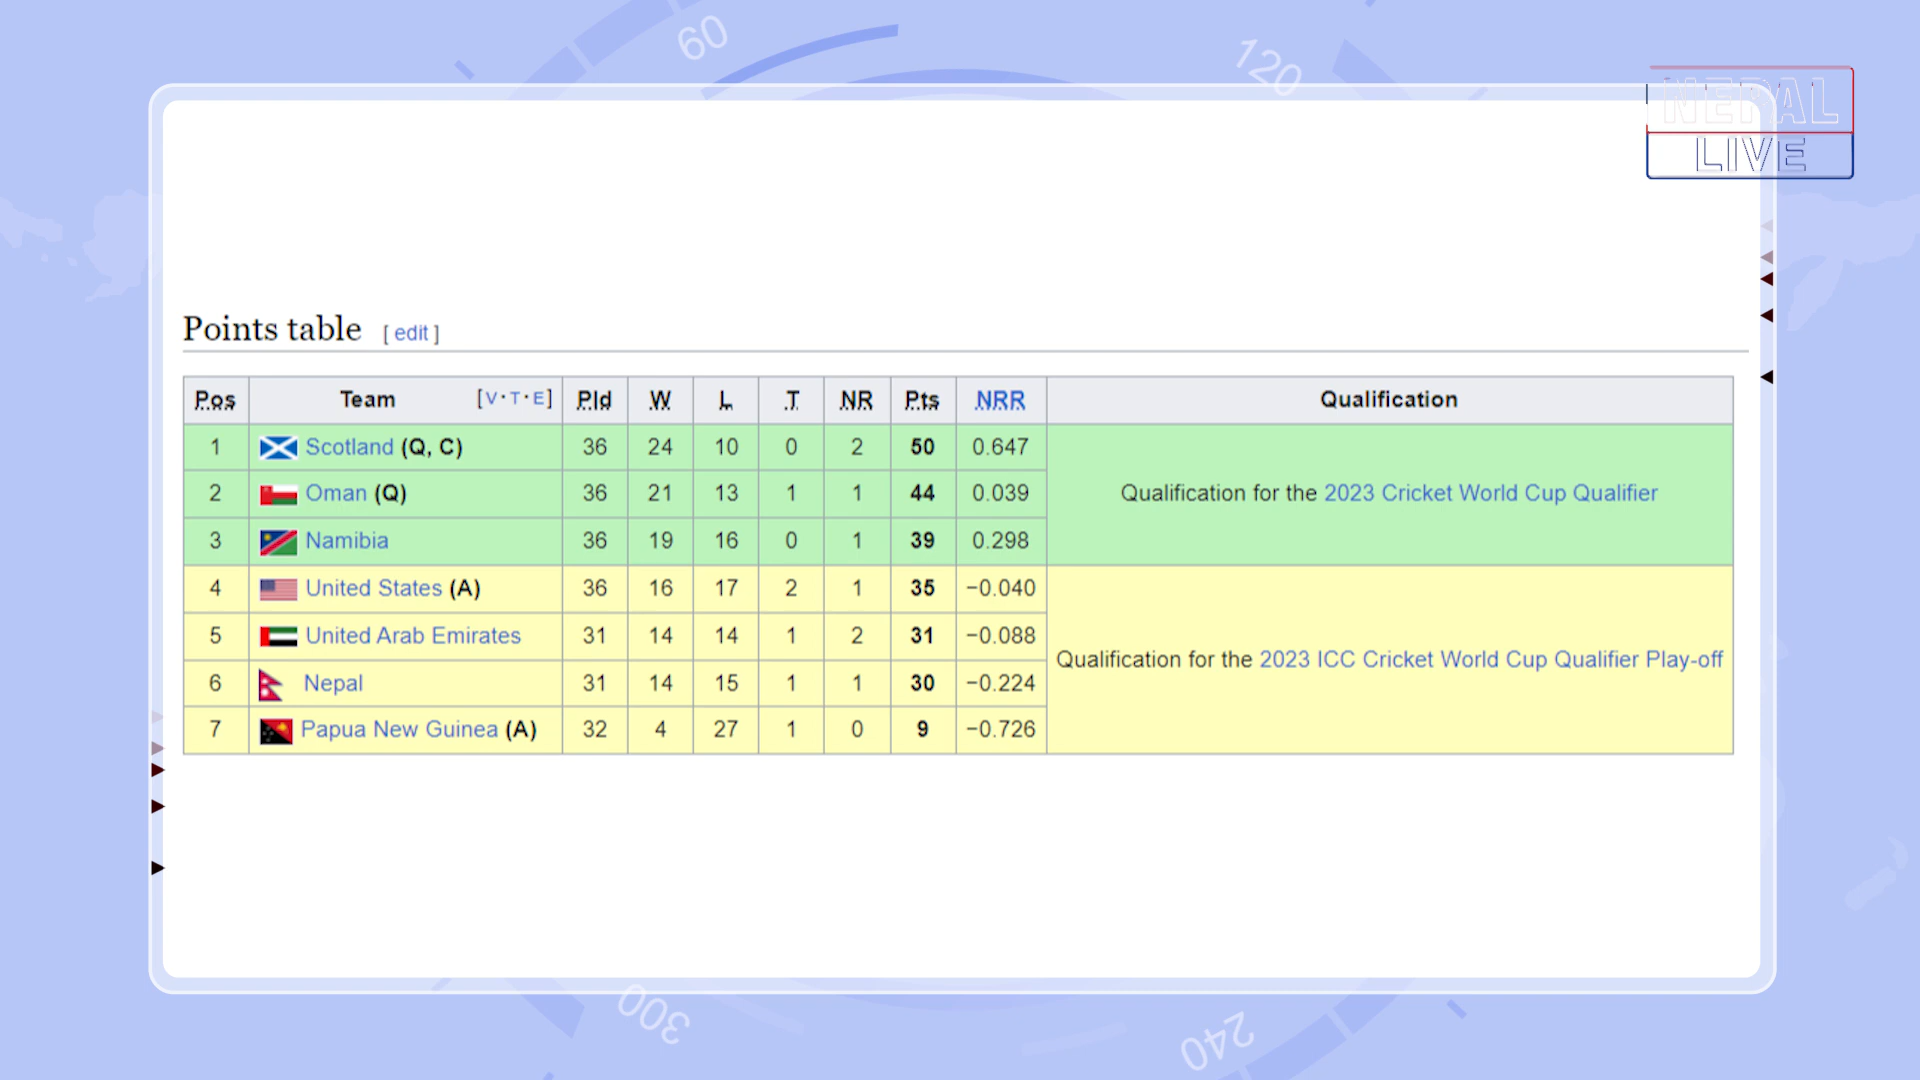 60
120
NEPAL
LIVE
Points table [ edit ]
Pos Team [V·T·E] Pld W L T NR Pts NRR Qualification
1 Scotland (Q, C) 36 24 10 0 2 50 0.647
2 Oman (Q) 36 21 13 1 1 44 0.039 Qualification for the 2023 Cricket World Cup Qualifier
3 Namibia 36 19 16 0 1 39 0.298
4 United States (A) 36 16 17 2 1 35 −0.040
5 United Arab Emirates 31 14 14 1 2 31 −0.088
Qualification for the 2023 ICC Cricket World Cup Qualifier Play-off
6 Nepal 31 14 15 1 1 30 −0.224
7 Papua New Guinea (A) 32 4 27 1 0 9 −0.726
300
240